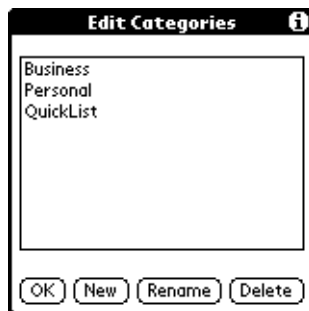 Edit Categories i
Business
Personal
QuickList
OK New Rename Delete